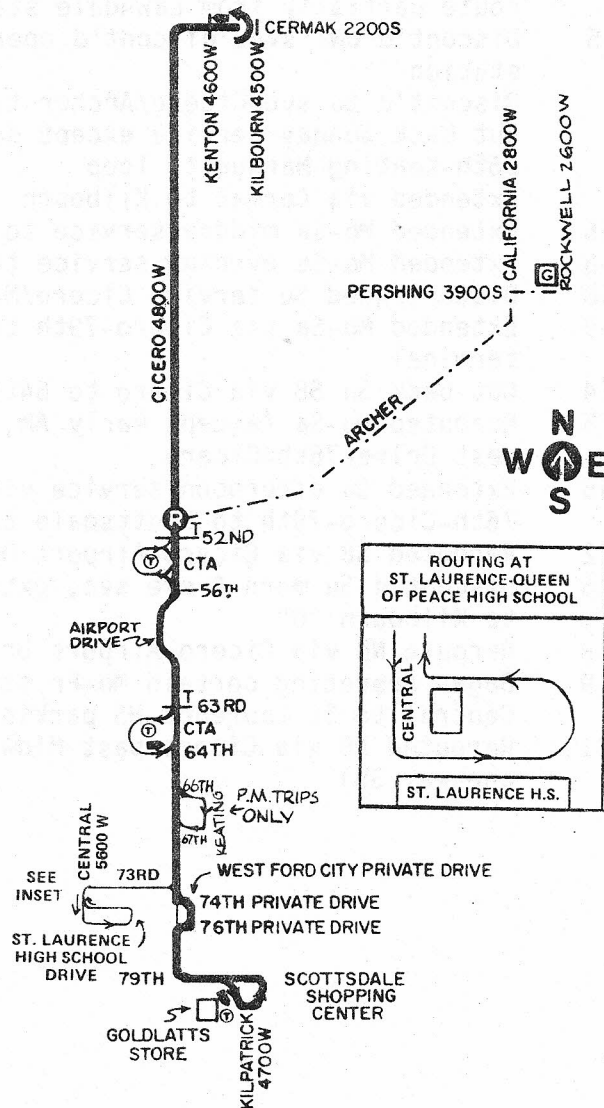 CERMAK 2200S
KENTON 4600W
KILBOURN 4500W
CALIFORNIA 2800W
ROCKWELL 2600W
G
PERSHING 3900S
CICERO 4800W
ARCHER
N
W E
S
R
T
52ND
T
CTA
56TH
AIRPORT
DRIVE
T
63RD
T
CTA
64TH
66TH
P.M. TRIPS
ONLY
KEATING
67TH
CENTRAL
5600 W
73RD
WEST FORD CITY PRIVATE DRIVE
SEE
INSET
74TH PRIVATE DRIVE
76TH PRIVATE DRIVE
ST. LAURENCE
HIGH SCHOOL
DRIVE
79TH
SCOTTSDALE
SHOPPING
CENTER
T
GOLDLATTS
STORE
KILPATRICK
4700W
ROUTING AT
ST. LAURENCE-QUEEN
OF PEACE HIGH SCHOOL
CENTRAL
ST. LAURENCE H.S.